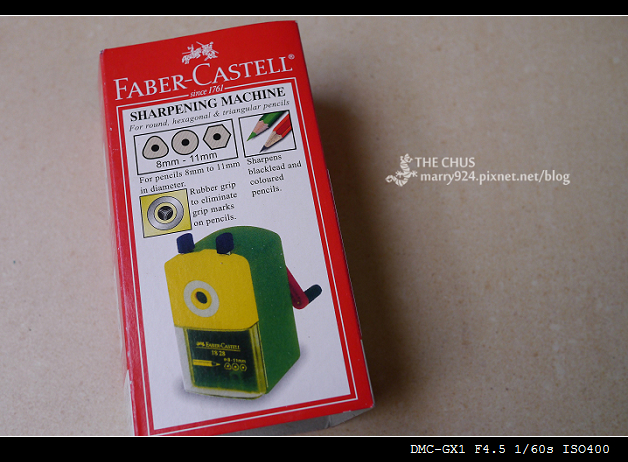 FABER-CASTELL®
since 1761
SHARPENING MACHINE
For round, hexagonal & triangular pencils
8mm - 11mm
For pencils 8mm to 11mm
in diameter.
Sharpens
blacklead and
coloured
pencils.
Rubber grip
to eliminate
grip marks
on pencils.
FABER-CASTELL
THE CHUS
marry924.pixnet.net/blog
DMC-GX1 F4.5 1/60s ISO400